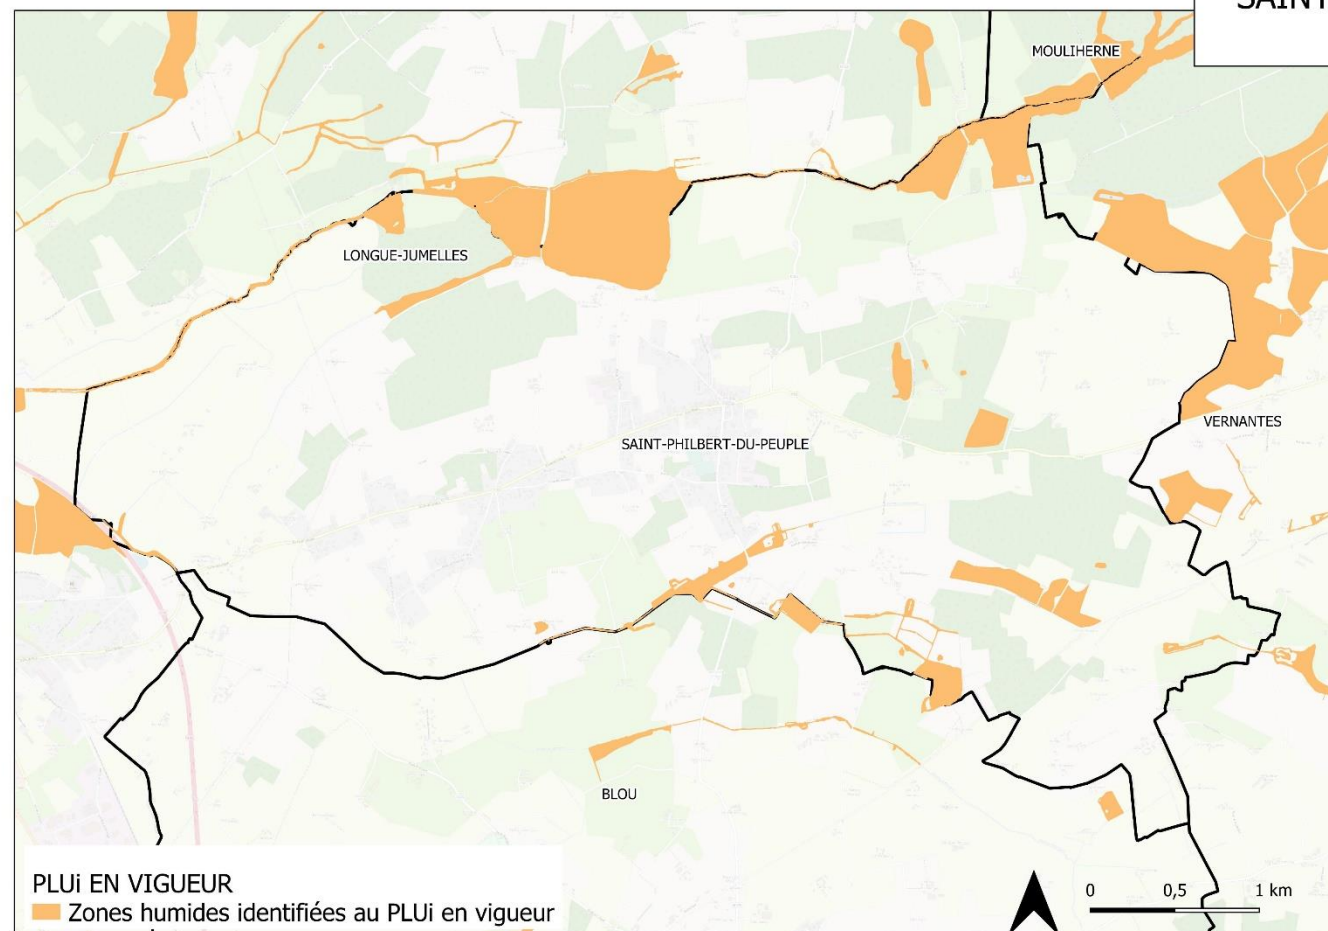 SAINT
MOULIHERNE
LONGUE-JUMELLES
SAINT-PHILBERT-DU-PEUPLE
VERNANTES
BLOU
PLUi EN VIGUEUR
Zones humides identifiées au PLUi en vigueur
0 0,5 1 km